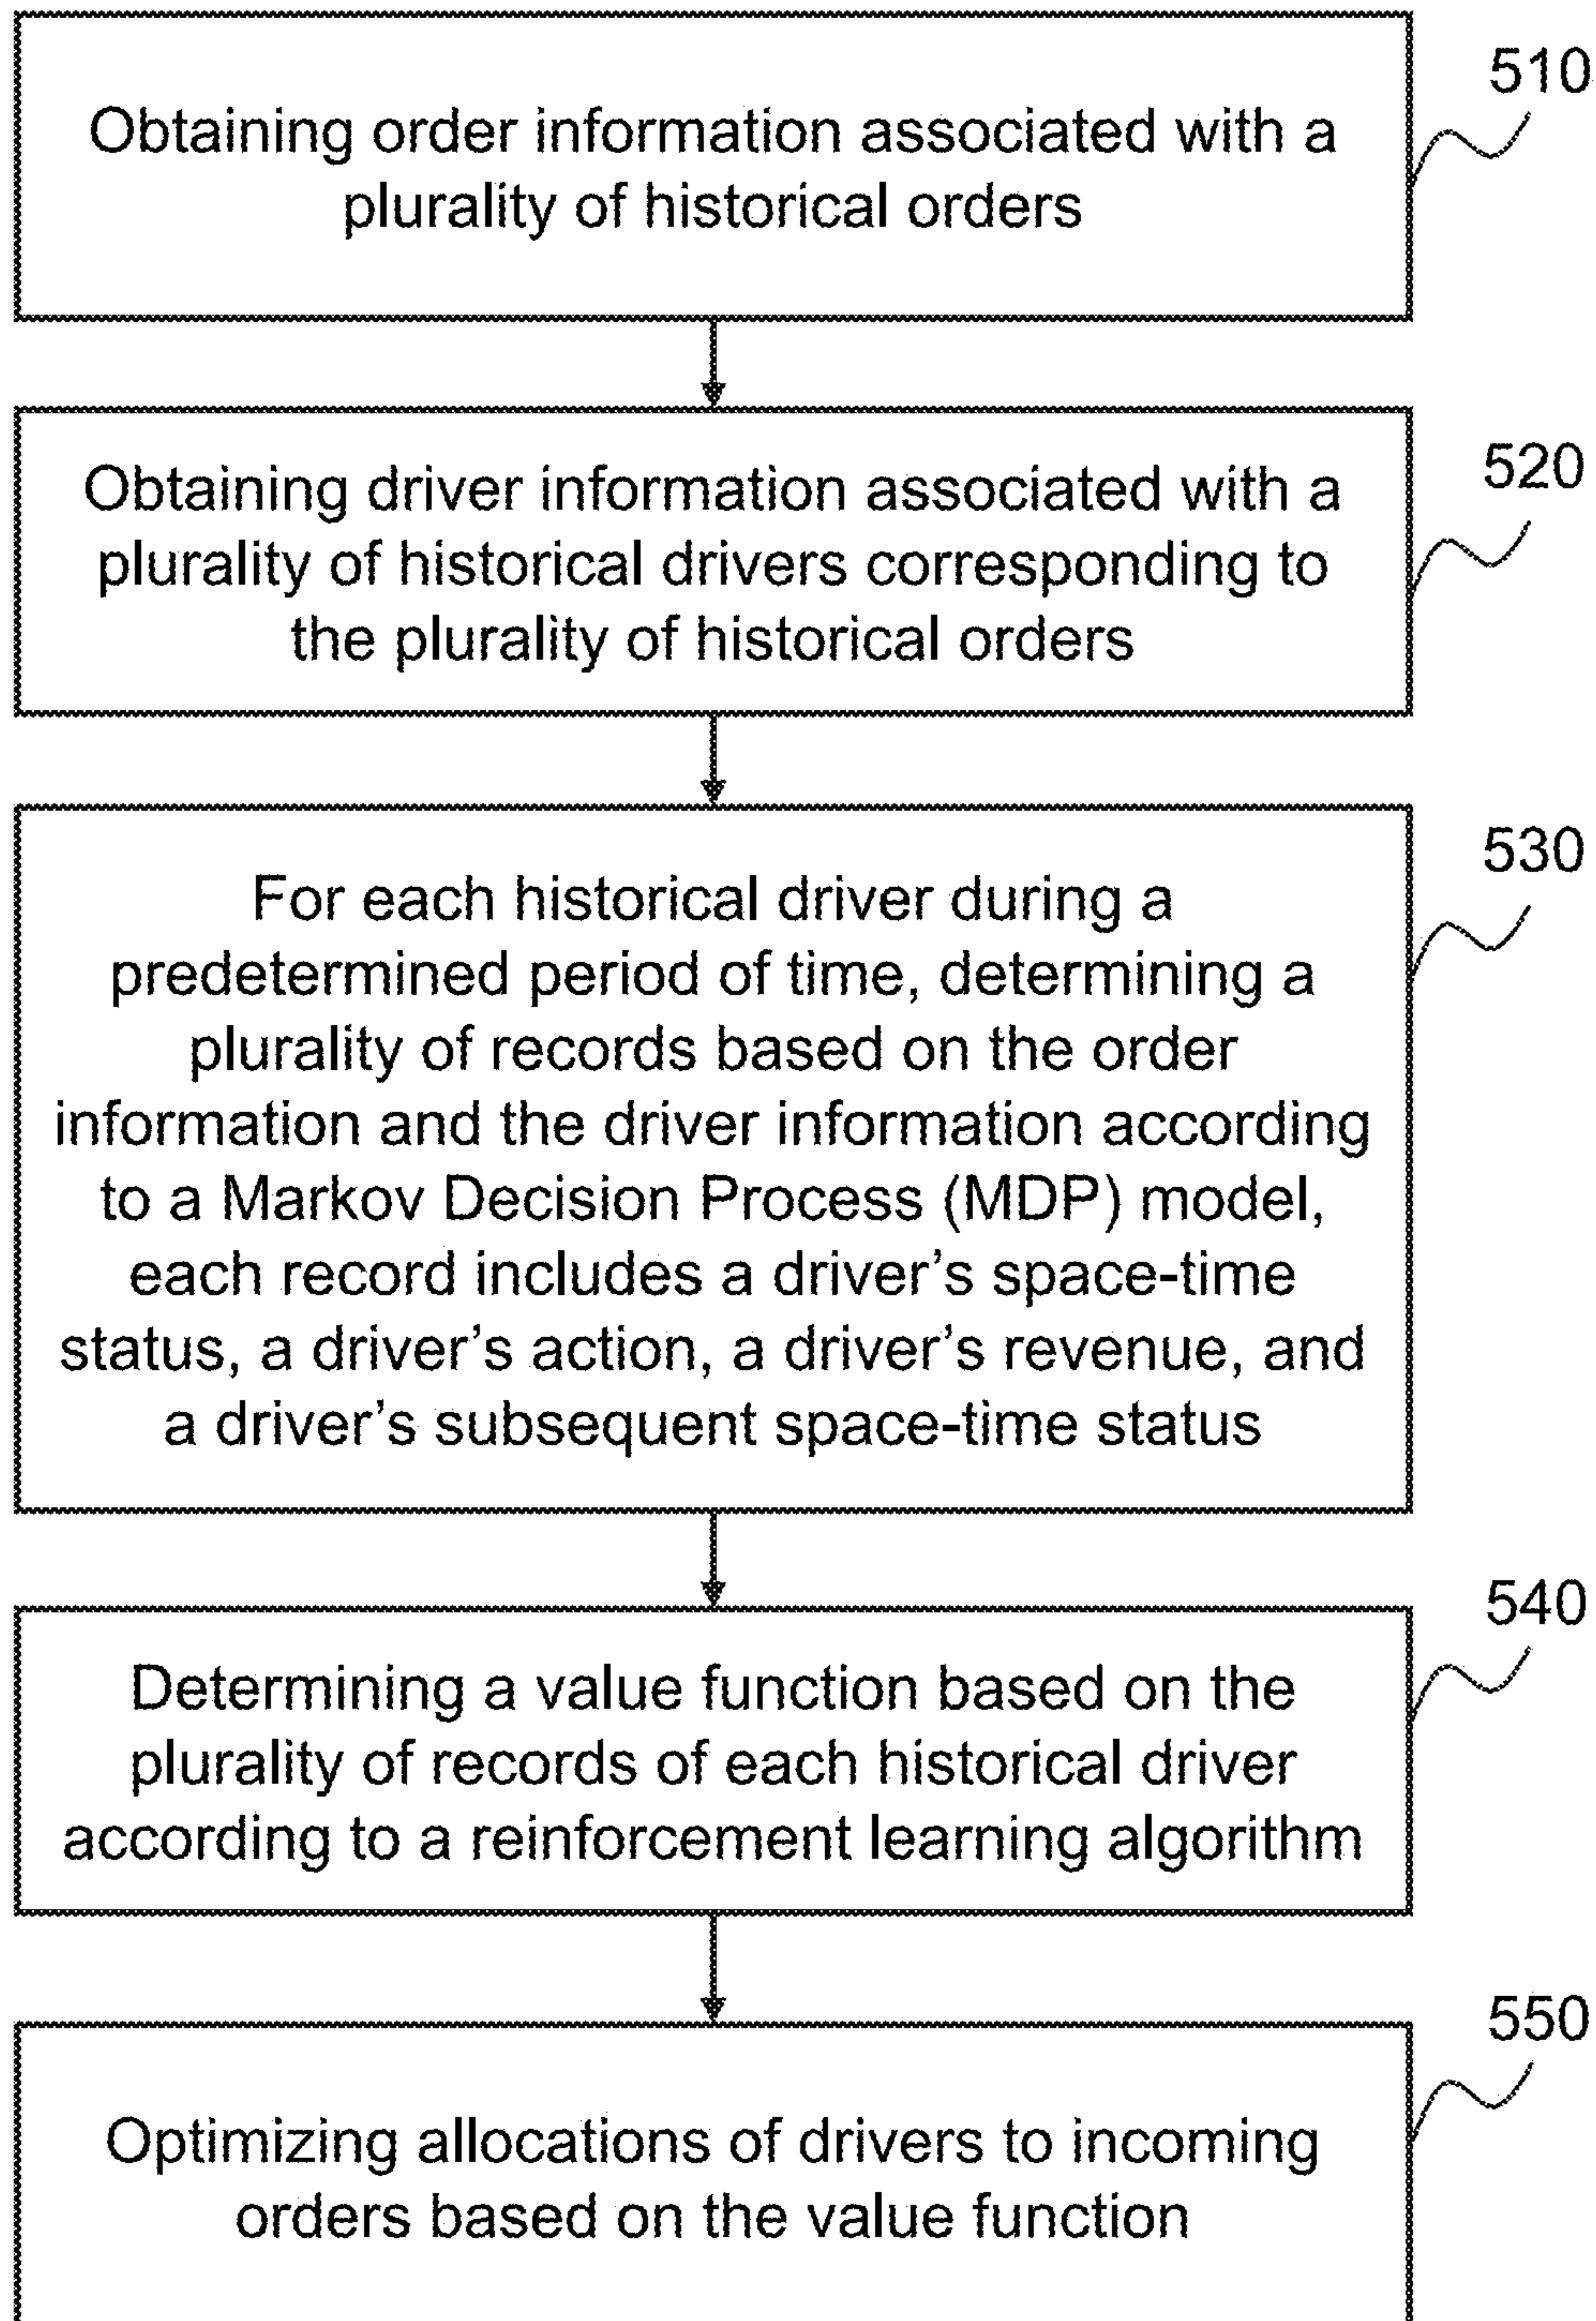 510
Obtaining order information associated with a
plurality of historical orders
520
Obtaining driver information associated with a
plurality of historical drivers corresponding to
the plurality of historical orders
530
For each historical driver during a
predetermined period of time, determining a
plurality of records based on the order
information and the driver information according
to a Markov Decision Process (MDP) model,
each record includes a driver's space-time
status, a driver's action, a driver's revenue, and
a driver's subsequent space-time status
540
Determining a value function based on the
plurality of records of each historical driver
according to a reinforcement learning algorithm
550
Optimizing allocations of drivers to incoming
orders based on the value function